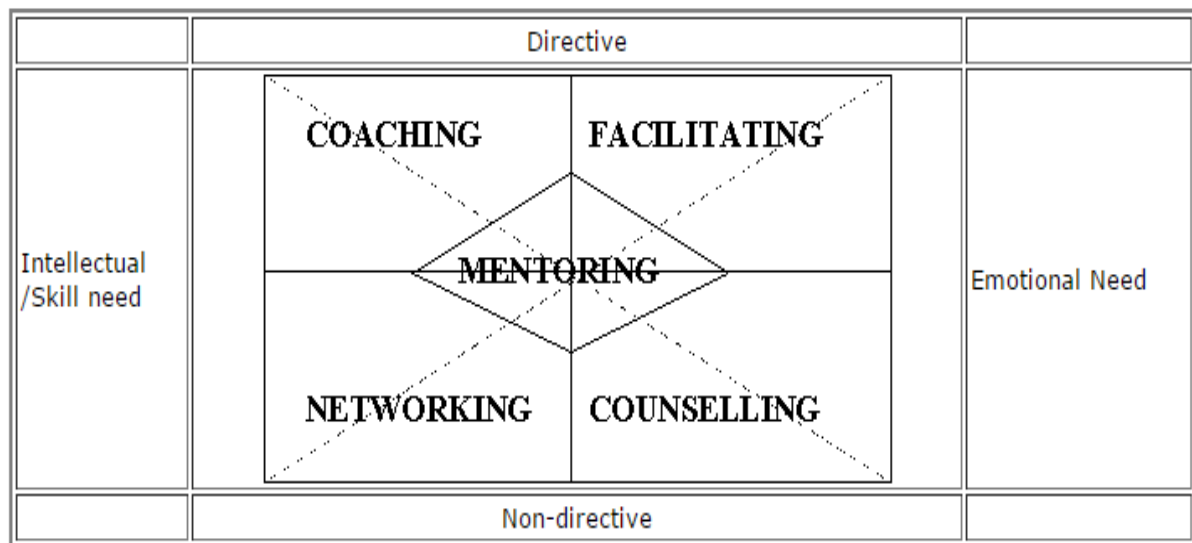 Directive
COACHING
FACILITATING
Intellectual
/Skill need
MENTORING
Emotional Need
NETWORKING
COUNSELLING
Non-directive